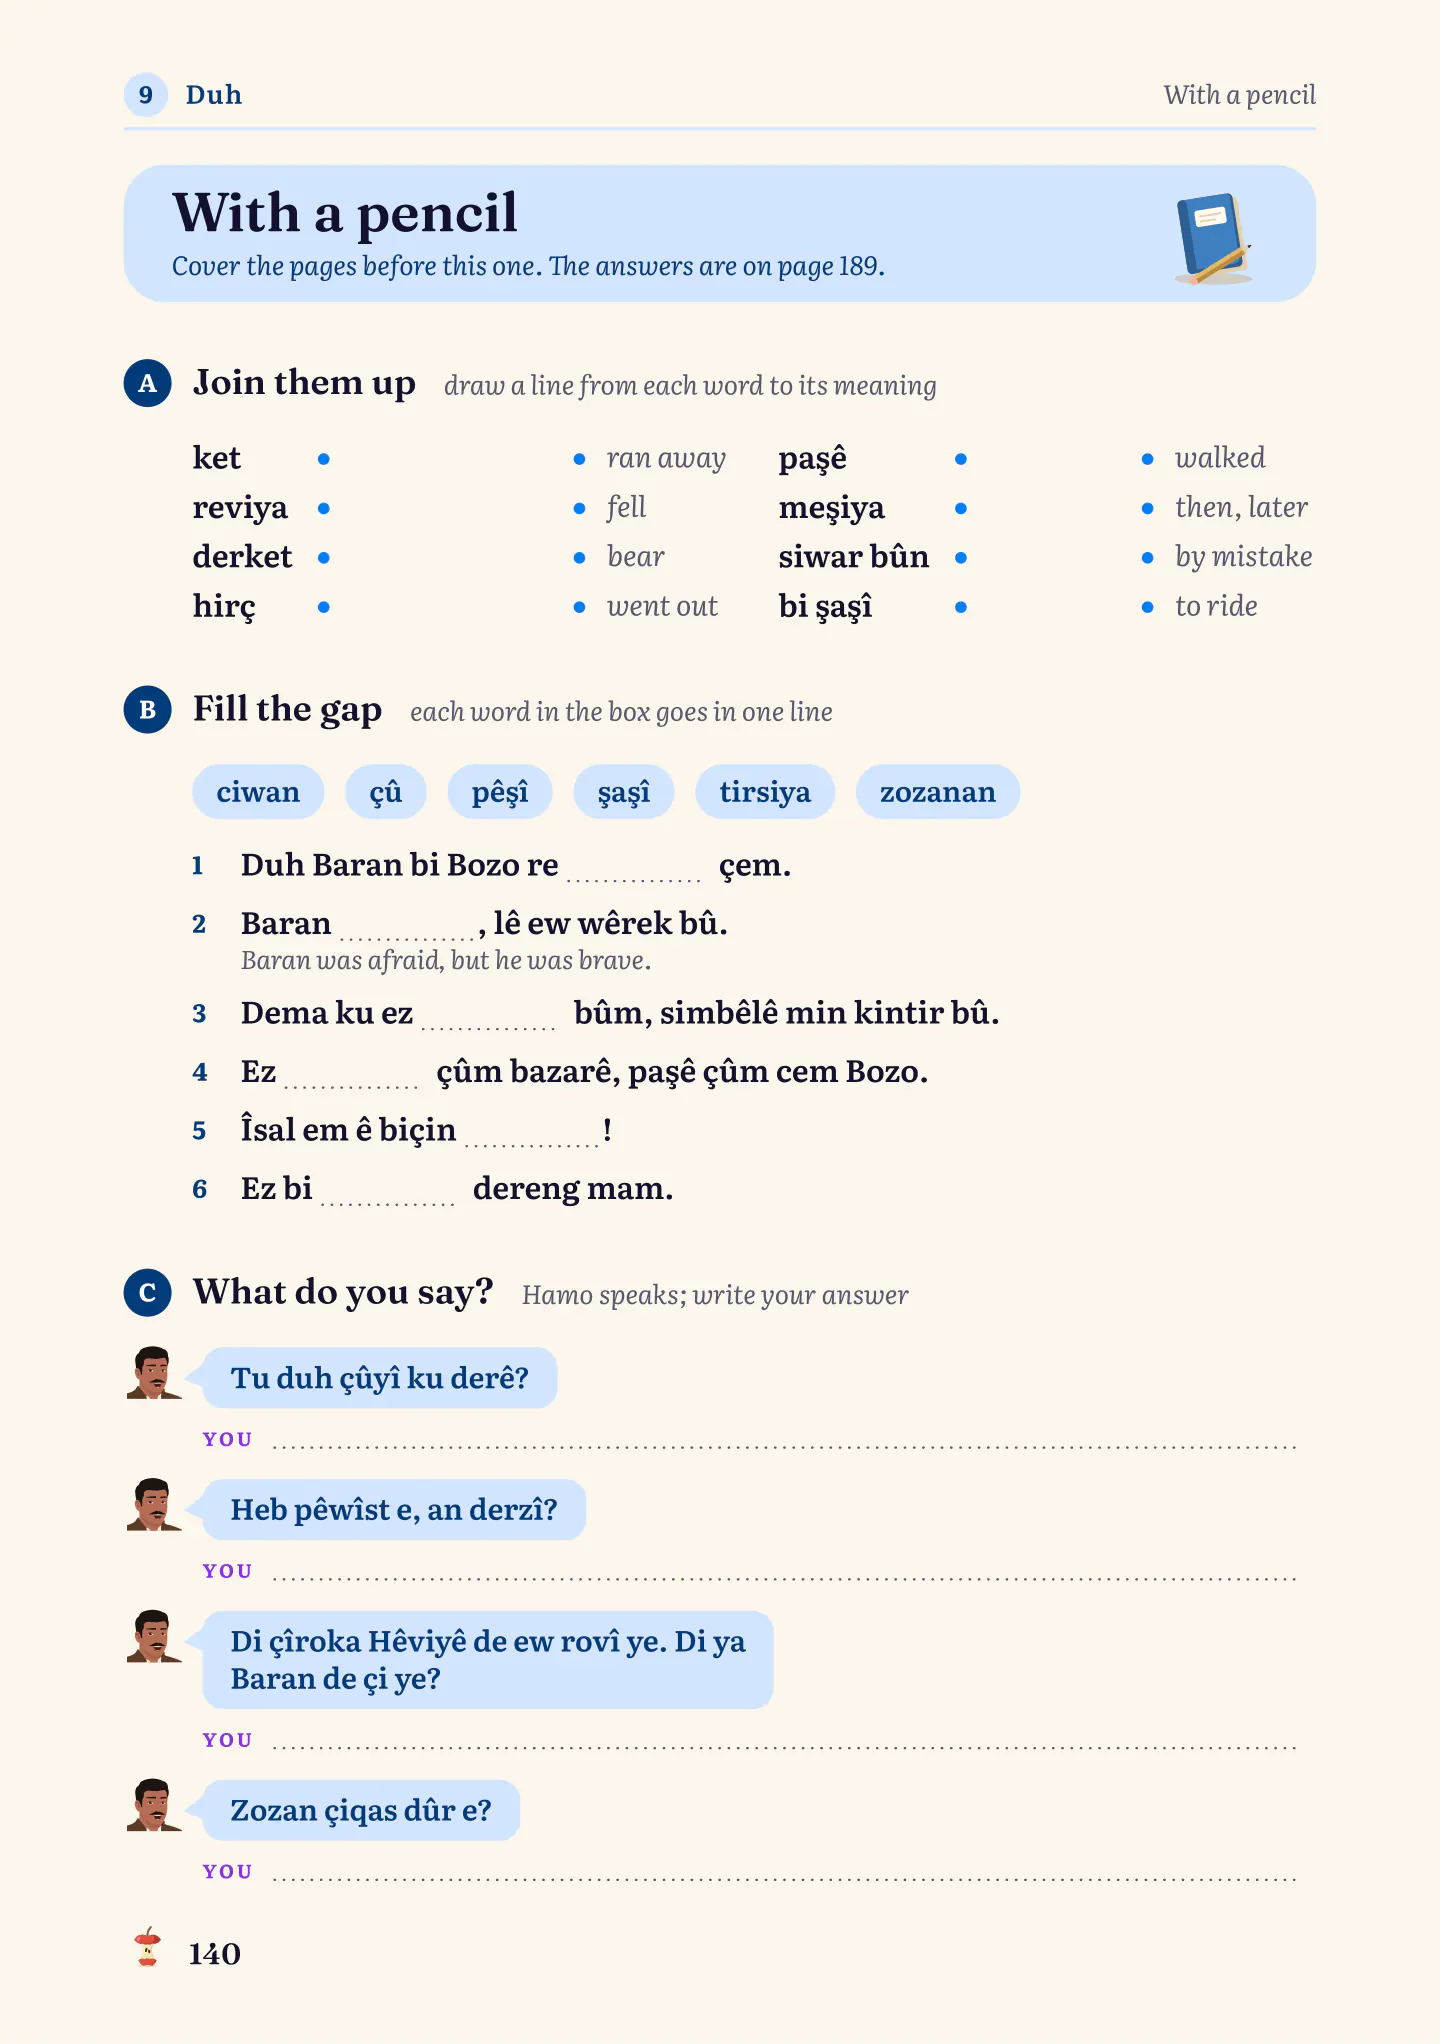 9 Duh With a pencil
With a pencil
Cover the pages before this one. The answers are on page 189.
A Join them up draw a line from each word to its meaning
ket • • ran away paşê • • walked
reviya • • fell meşiya • • then, later
derket • • bear siwar bûn • • by mistake
hirç • • went out bi şaşî • • to ride
B Fill the gap each word in the box goes in one line
ciwan çû pêşî şaşî tirsiya zozanan
1 Duh Baran bi Bozo re ............... çem.
2 Baran ..............., lê ew wêrek bû.
Baran was afraid, but he was brave.
3 Dema ku ez ............... bûm, simbêlê min kintir bû.
4 Ez ............... çûm bazarê, paşê çûm cem Bozo.
5 Îsal em ê biçin ...............!
6 Ez bi ............... dereng mam.
C What do you say? Hamo speaks; write your answer
Tu duh çûyî ku derê?
YOU
Heb pêwîst e, an derzî?
YOU
Di çîroka Hêviyê de ew rovî ye. Di ya
Baran de çi ye?
YOU
Zozan çiqas dûr e?
YOU
140